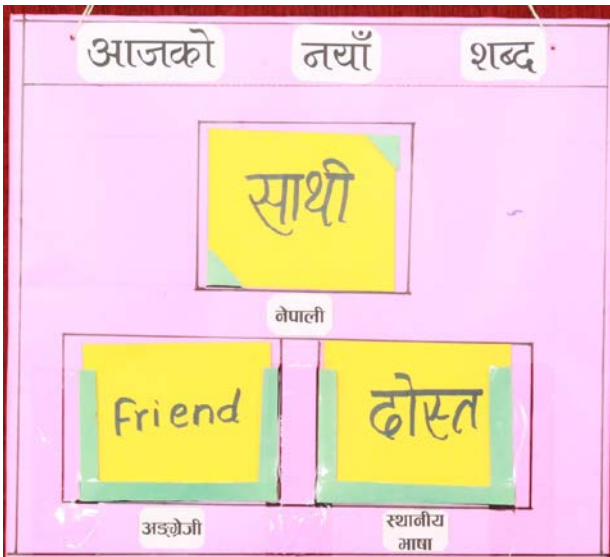 आजको नयाँ शब्द
साथी
नेपाली
Friend दोस्त
अङ्ग्रेजी स्थानीय
भाषा